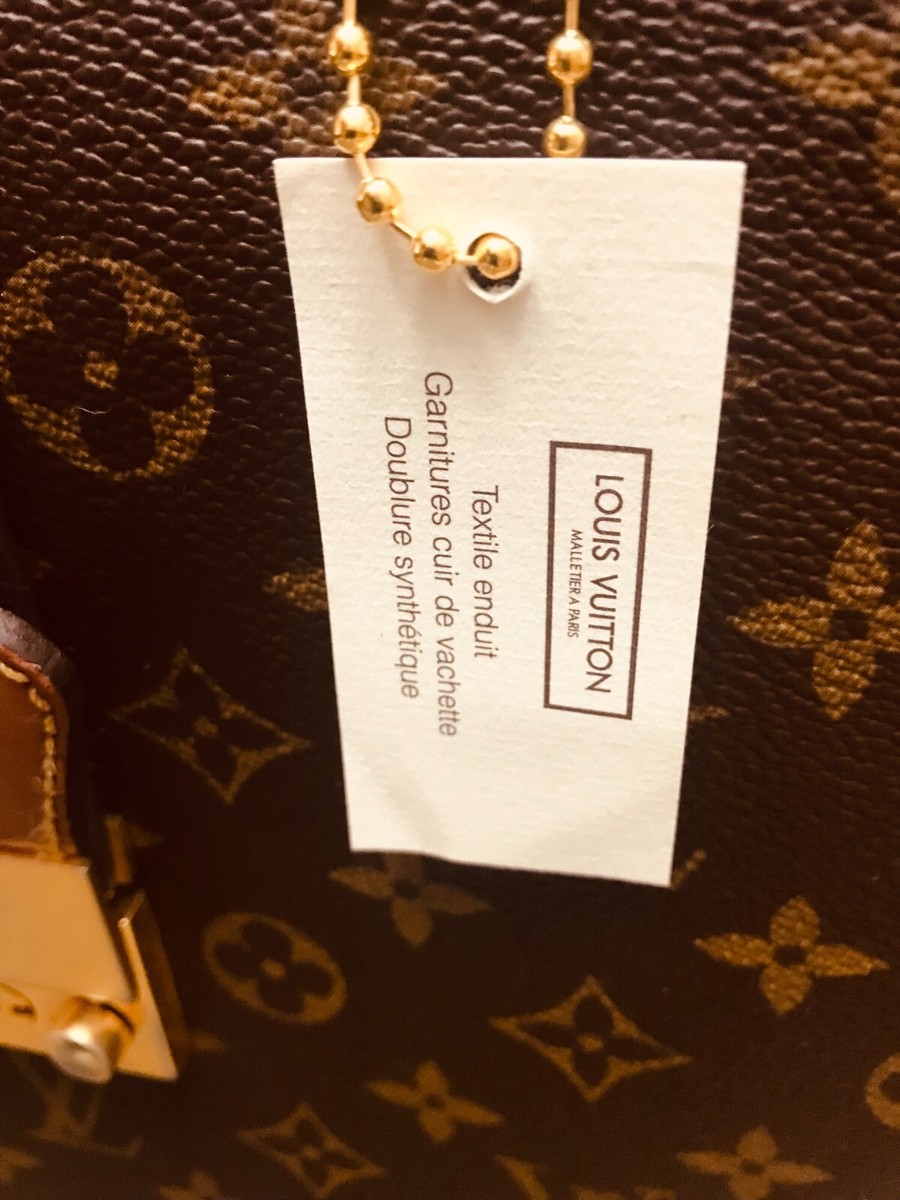 LOUIS VUITTON
MALLETIER A PARIS
Textile enduit
Garnitures cuir de vachette
Doublure synthétique